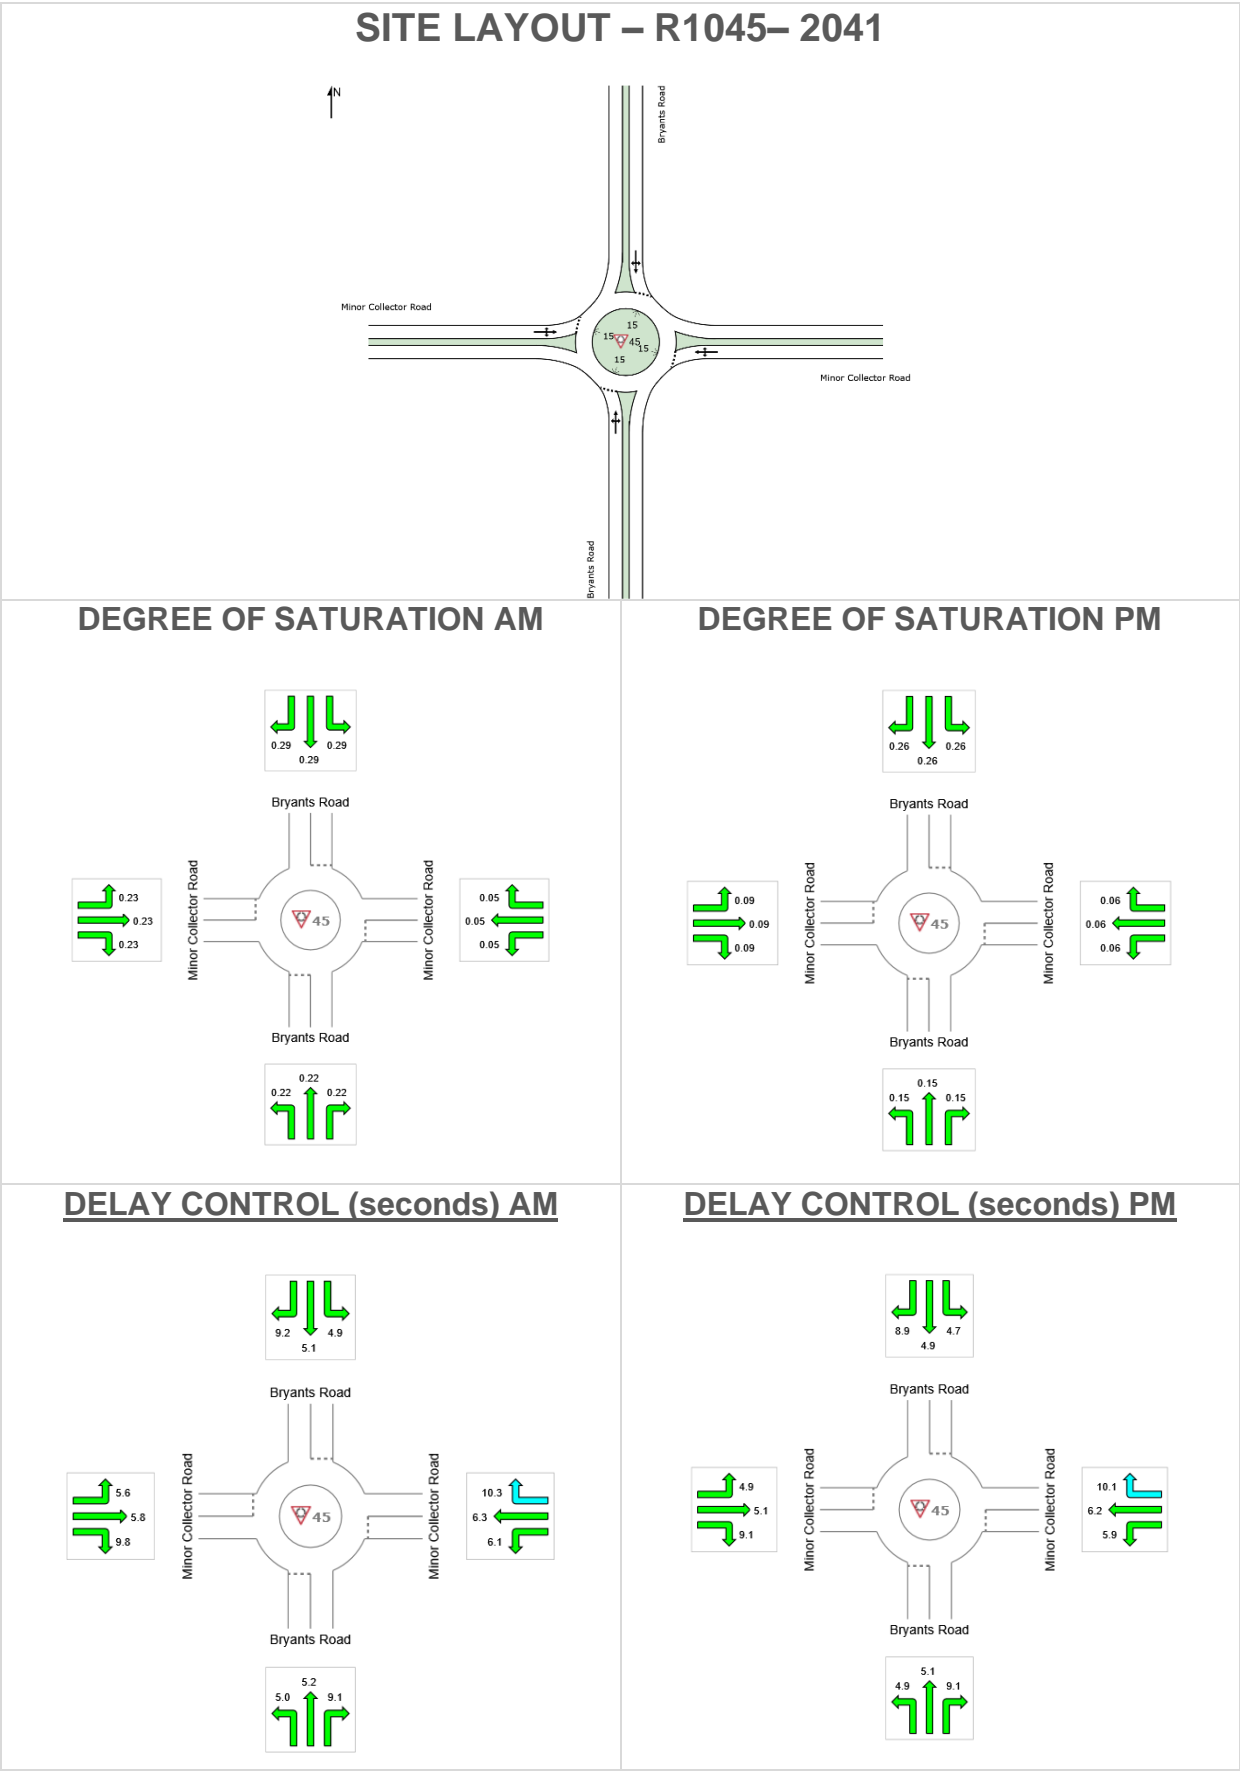 SITE LAYOUT – R1045– 2041
N
Bryants Road
Minor Collector Road
15
15
45
15
15
Minor Collector Road
Bryants Road
DEGREE OF SATURATION AM
0.29 0.29
0.29
Bryants Road
Minor Collector Road
Minor Collector Road
0.23
0.23
0.23
45
0.05
0.05
0.05
Bryants Road
0.22
0.22 0.22
DEGREE OF SATURATION PM
0.26 0.26
0.26
Bryants Road
Minor Collector Road
Minor Collector Road
0.09
0.09
0.09
45
0.06
0.06
0.06
Bryants Road
0.15
0.15 0.15
DELAY CONTROL (seconds) AM
9.2 4.9
5.1
Bryants Road
Minor Collector Road
Minor Collector Road
5.6
5.8
9.8
45
10.3
6.3
6.1
Bryants Road
5.2
5.0 9.1
DELAY CONTROL (seconds) PM
8.9 4.7
4.9
Bryants Road
Minor Collector Road
Minor Collector Road
4.9
5.1
9.1
45
10.1
6.2
5.9
Bryants Road
5.1
4.9 9.1